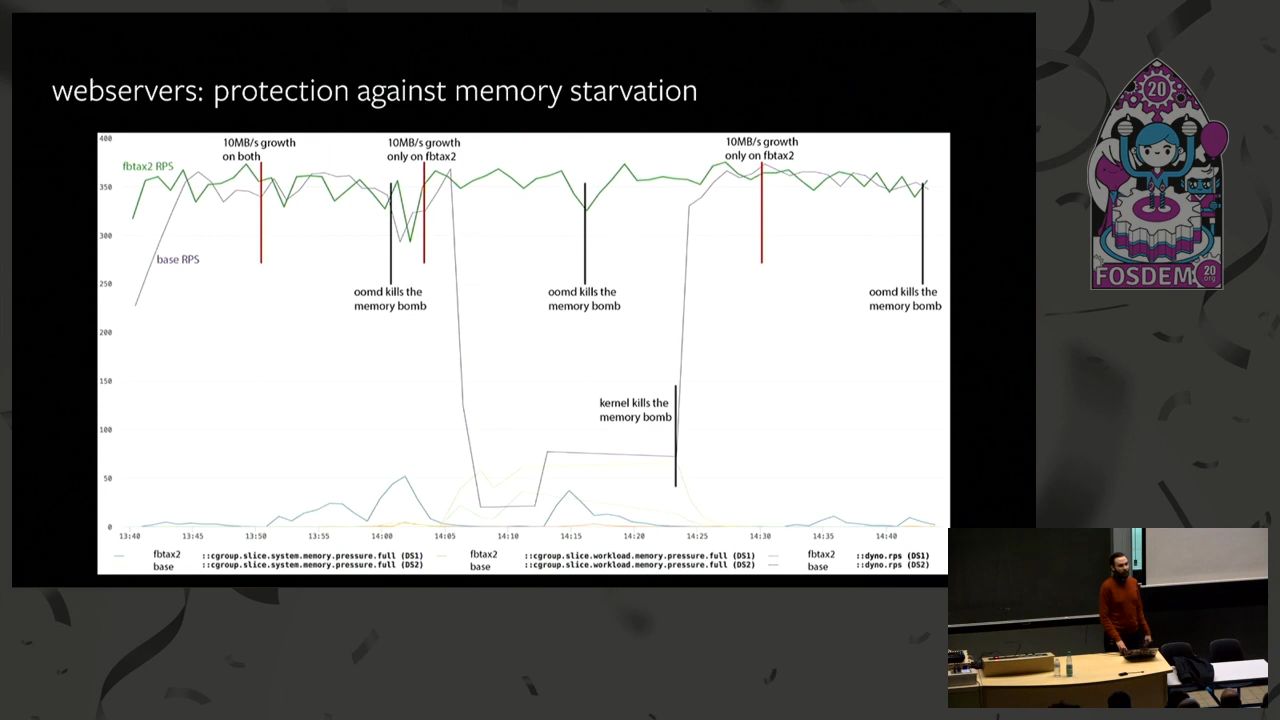 webservers: protection against memory starvation
400
350
300
250
200
150
100
50
0
fbtax2 RPS
base RPS
10MB/s growth
on both
10MB/s growth
only on fbtax2
10MB/s growth
only on fbtax2
oomd kills the
memory bomb
oomd kills the
memory bomb
oomd kills the
memory bomb
kernel kills the
memory bomb
13:40 13:45 13:50 13:55 14:00 14:05 14:10 14:15 14:20 14:25 14:30 14:35 14:40
fbtax2 ::cgroup.slice.system.memory.pressure.full (DS1) fbtax2 ::cgroup.slice.workload.memory.pressure.full (DS1) fbtax2 ::dyno.rps (DS1)
base ::cgroup.slice.system.memory.pressure.full (DS2) base ::cgroup.slice.workload.memory.pressure.full (DS2) base ::dyno.rps (DS2)
20
FOSDEM
20
.org